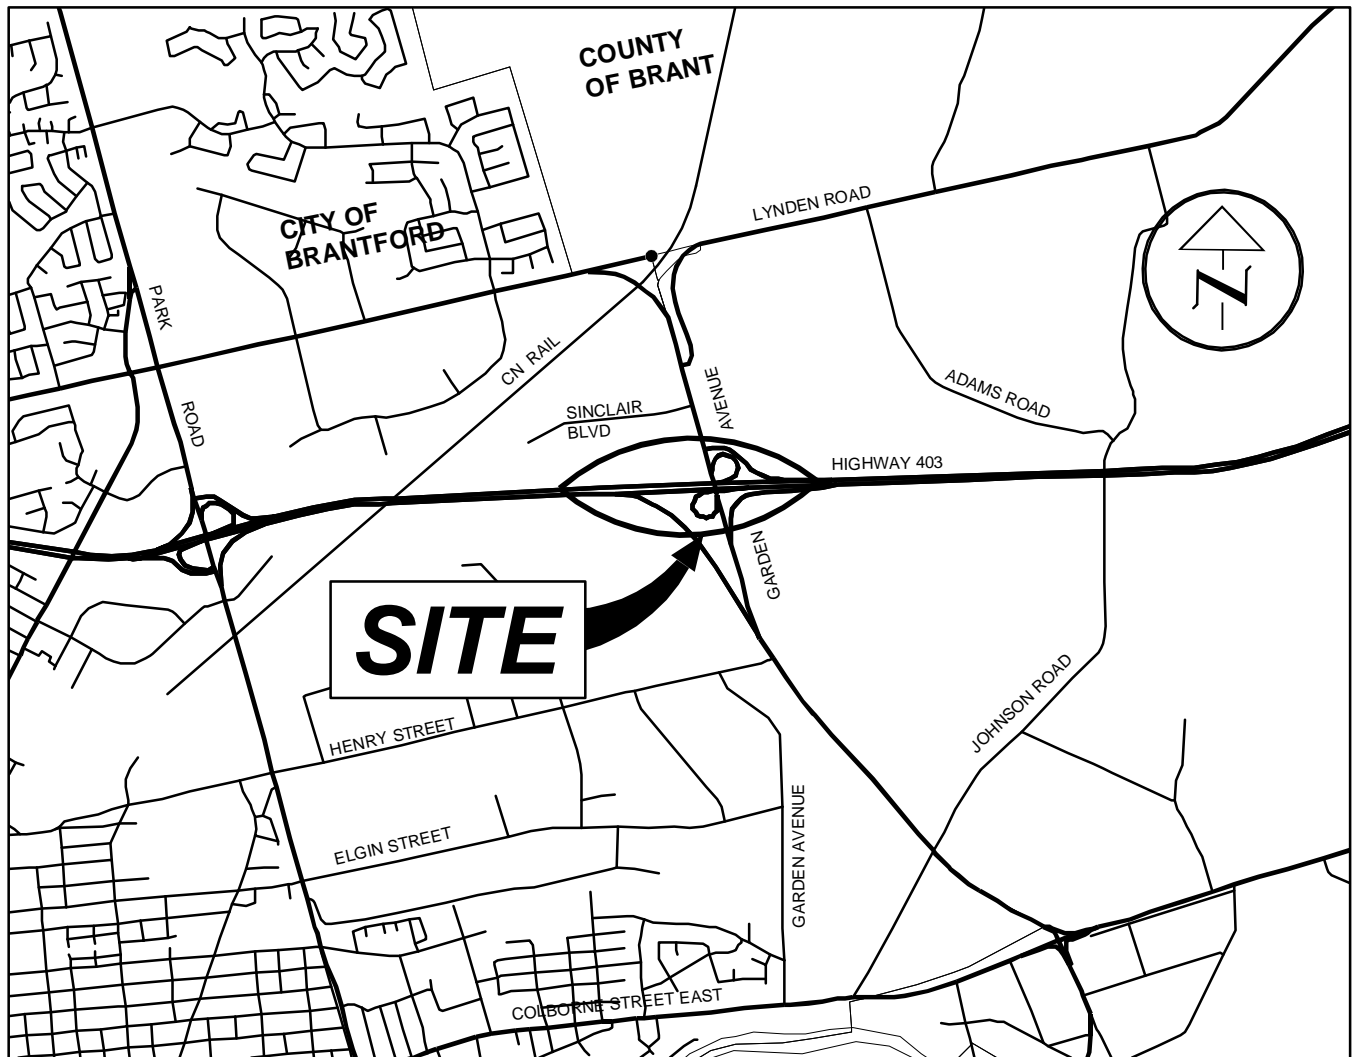 COUNTY
OF BRANT
CITY OF
BRANTFORD
LYNDEN ROAD
PARK
CN RAIL
AVENUE
ADAMS ROAD
SINCLAIR
BLVD
ROAD
HIGHWAY 403
GARDEN
SITE
JOHNSON ROAD
HENRY STREET
GARDEN AVENUE
ELGIN STREET
COLBORNE STREET EAST
N